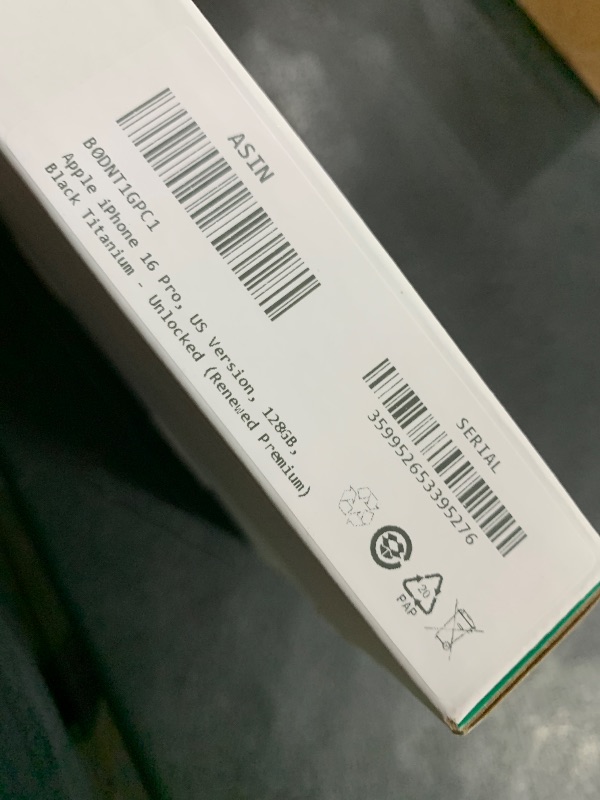 ASIN
B0DNT1GPC1
Apple iPhone 16 Pro, US Version, 128GB,
Black Titanium - Unlocked (Renewed Premium)
SERIAL
359952653395276
20
PAP